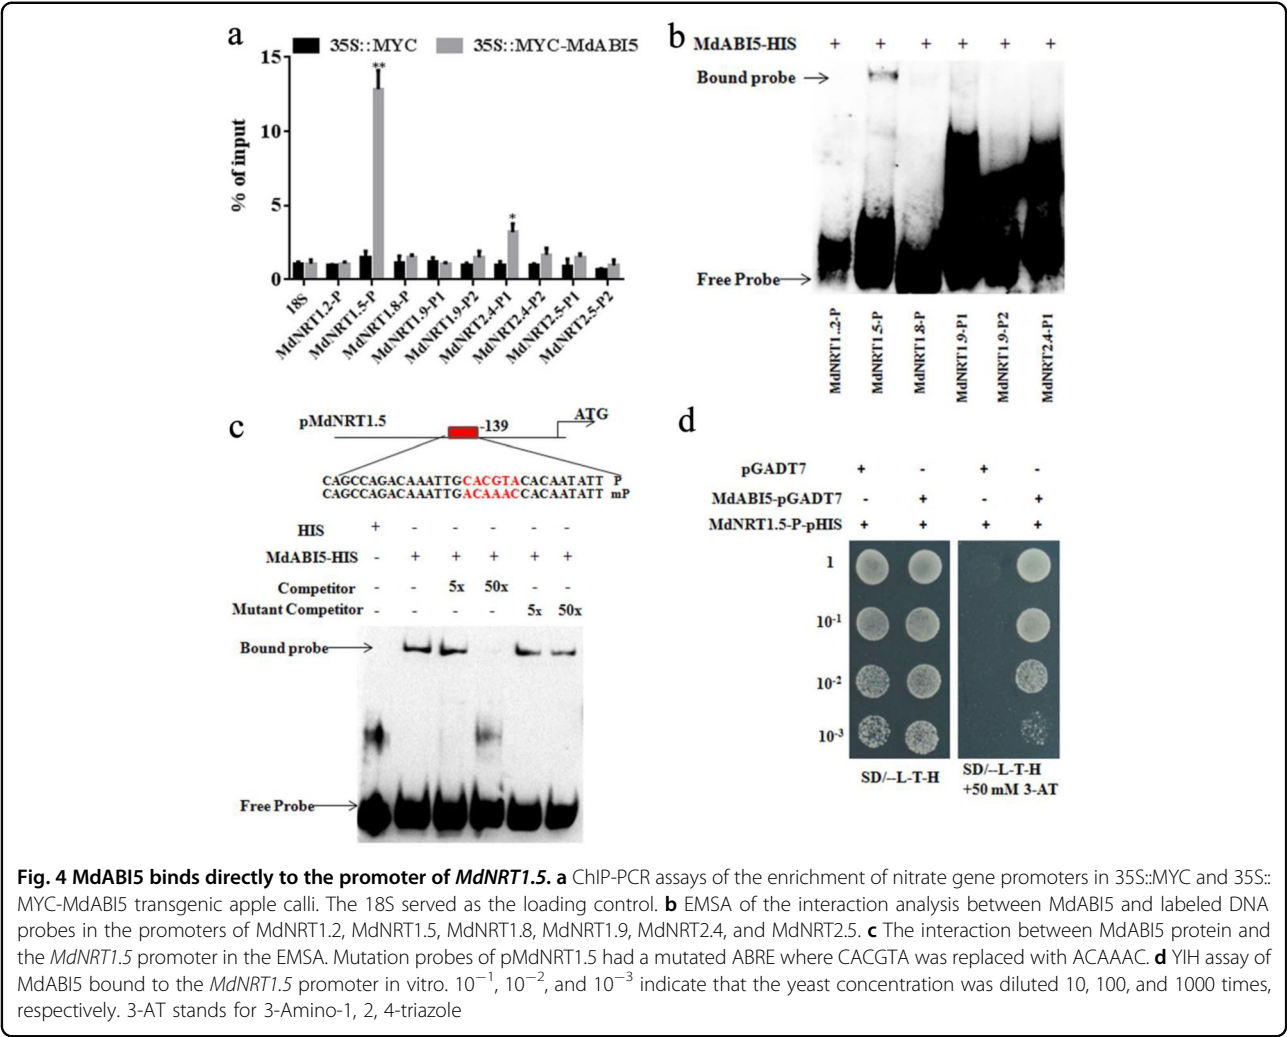 a
35S::MYC 35S::MYC-MdABI5
15
10
5
0
% of input
**
*
18S
MdNRT1.2-P
MdNRT1.5-P
MdNRT1.8-P
MdNRT1.9-P1
MdNRT1.9-P2
MdNRT2.4-P1
MdNRT2.4-P2
MdNRT2.5-P1
MdNRT2.5-P2
b
MdABI5-HIS + + + + + +
Bound probe
Free Probe
MdNRT1..2-P
MdNRT1.5-P
MdNRT1.8-P
MdNRT1.9-P1
MdNRT1.9-P2
MdNRT2.4-P1
c
pMdNRT1.5 -139 ATG
CAGCCAGACAAATTGCACGTACACAATATT P
CAGCCAGACAAATTGACAAACCACAATATT mP
HIS + - - - - -
MdABI5-HIS - + + + + +
Competitor - - 5x 50x - -
Mutant Competitor - - - - 5x 50x
Bound probe
Free Probe
d
pGADT7 + - + -
MdABI5-pGADT7 - + - +
MdNRT1.5-P-pHIS + + + +
1
10-1
10-2
10-3
SD/--L-T-H
SD/--L-T-H
+50 mM 3-AT
Fig. 4 MdABI5 binds directly to the promoter of MdNRT1.5. a ChIP-PCR assays of the enrichment of nitrate gene promoters in 35S::MYC and 35S::
MYC-MdABI5 transgenic apple calli. The 18S served as the loading control. b EMSA of the interaction analysis between MdABI5 and labeled DNA
probes in the promoters of MdNRT1.2, MdNRT1.5, MdNRT1.8, MdNRT1.9, MdNRT2.4, and MdNRT2.5. c The interaction between MdABI5 protein and
the MdNRT1.5 promoter in the EMSA. Mutation probes of pMdNRT1.5 had a mutated ABRE where CACGTA was replaced with ACAAAC. d YIH assay of
MdABI5 bound to the MdNRT1.5 promoter in vitro. 10−1, 10−2, and 10−3 indicate that the yeast concentration was diluted 10, 100, and 1000 times,
respectively. 3-AT stands for 3-Amino-1, 2, 4-triazole